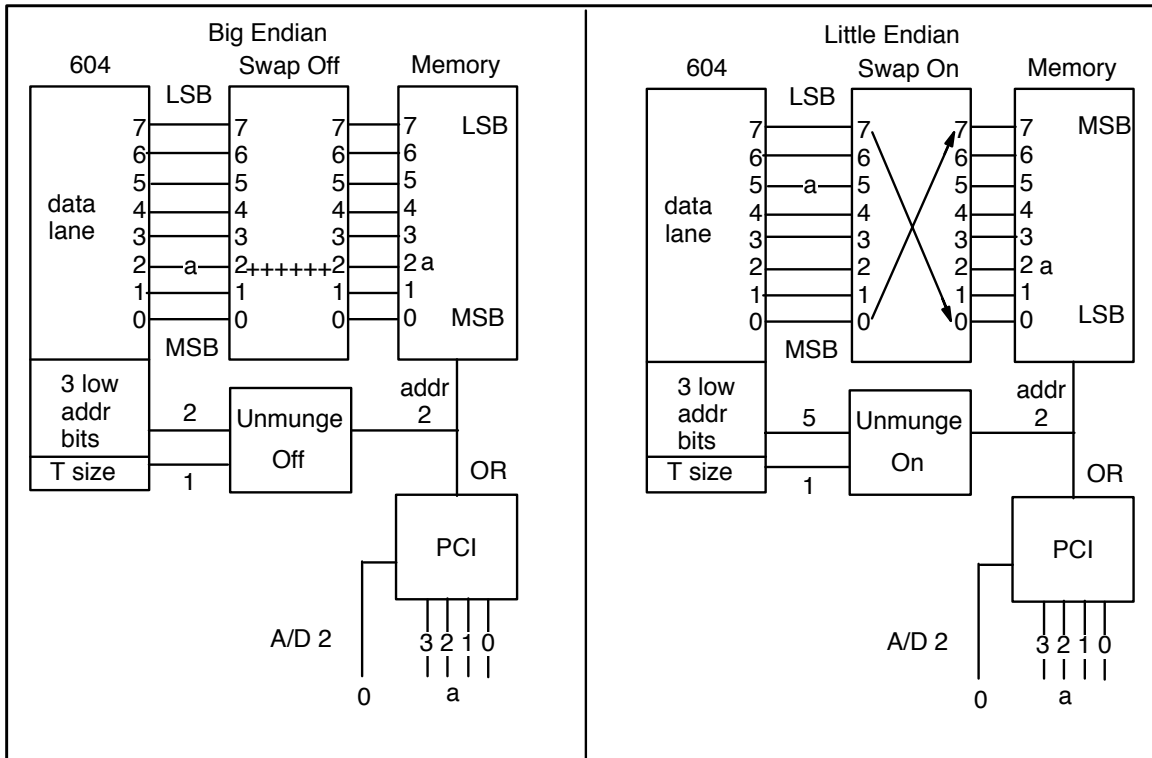 Big Endian
604 Swap Off Memory
LSB
7 7 7 7 LSB
6 6 6 6
5 5 5 5
data lane
4 4 4 4
3 3 3 3
2 a 2 ++++++ 2 2 a
1 1 1 1
0 0 0 0 MSB
MSB
3 low
addr
bits
2
Unmunge
Off
addr
2
T size
1
OR
PCI
A/D 2
3 2 1 0
0
a
Little Endian
604 Swap On Memory
LSB
7 7 7 7 MSB
6 6 6 6
5 a 5 5 5
data lane
4 4 4 4
3 3 3 3
2 2 2 2 a
1 1 1 1
0 0 0 0 LSB
MSB
3 low
addr
bits
5
Unmunge
On
addr
2
T size
1
OR
PCI
A/D 2
3 2 1 0
0
a